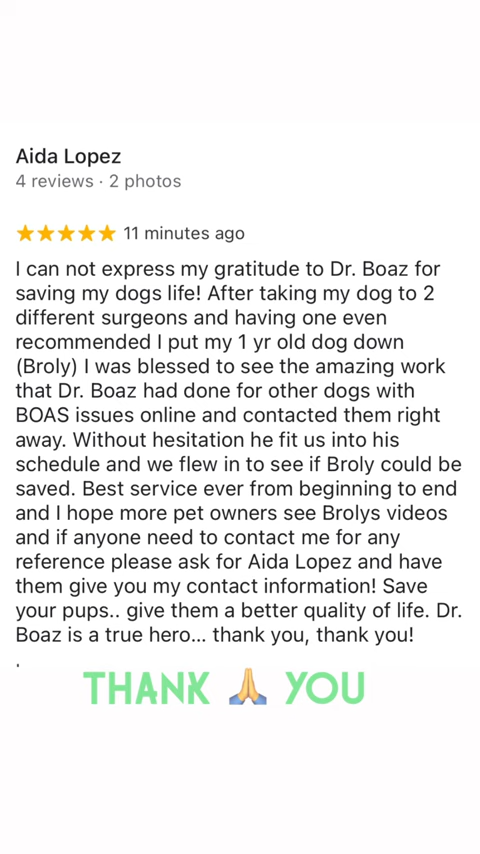 Aida Lopez
4 reviews · 2 photos
★★★★★ 11 minutes ago
I can not express my gratitude to Dr. Boaz for
saving my dogs life! After taking my dog to 2
different surgeons and having one even
recommended I put my 1 yr old dog down
(Broly) I was blessed to see the amazing work
that Dr. Boaz had done for other dogs with
BOAS issues online and contacted them right
away. Without hesitation he fit us into his
schedule and we flew in to see if Broly could be
saved. Best service ever from beginning to end
and I hope more pet owners see Brolys videos
and if anyone need to contact me for any
reference please ask for Aida Lopez and have
them give you my contact information! Save
your pups.. give them a better quality of life. Dr.
Boaz is a true hero... thank you, thank you!
THANK 🙏 YOU